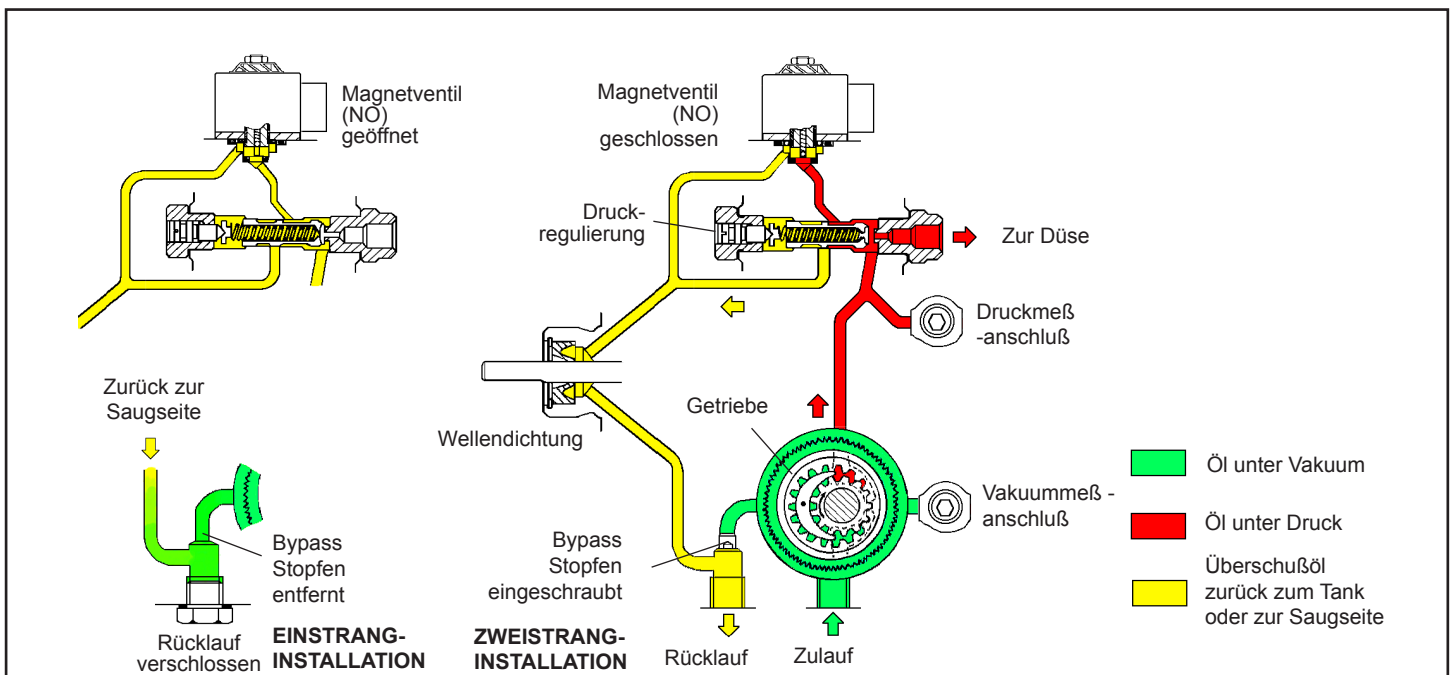 Magnetventil
(NO)
geöffnet
Magnetventil
(NO)
geschlossen
Druck-
regulierung
Zur Düse
Druckmeß
-anschluß
Zurück zur
Saugseite
Wellendichtung
Getriebe
Vakuummeß -
anschluß
Bypass
Stopfen
entfernt
Bypass
Stopfen
eingeschraubt
Rücklauf
verschlossen
EINSTRANG-
INSTALLATION
ZWEISTRANG-
INSTALLATION
Rücklauf
Zulauf
Öl unter Vakuum
Öl unter Druck
Überschußöl
zurück zum Tank
oder zur Saugseite